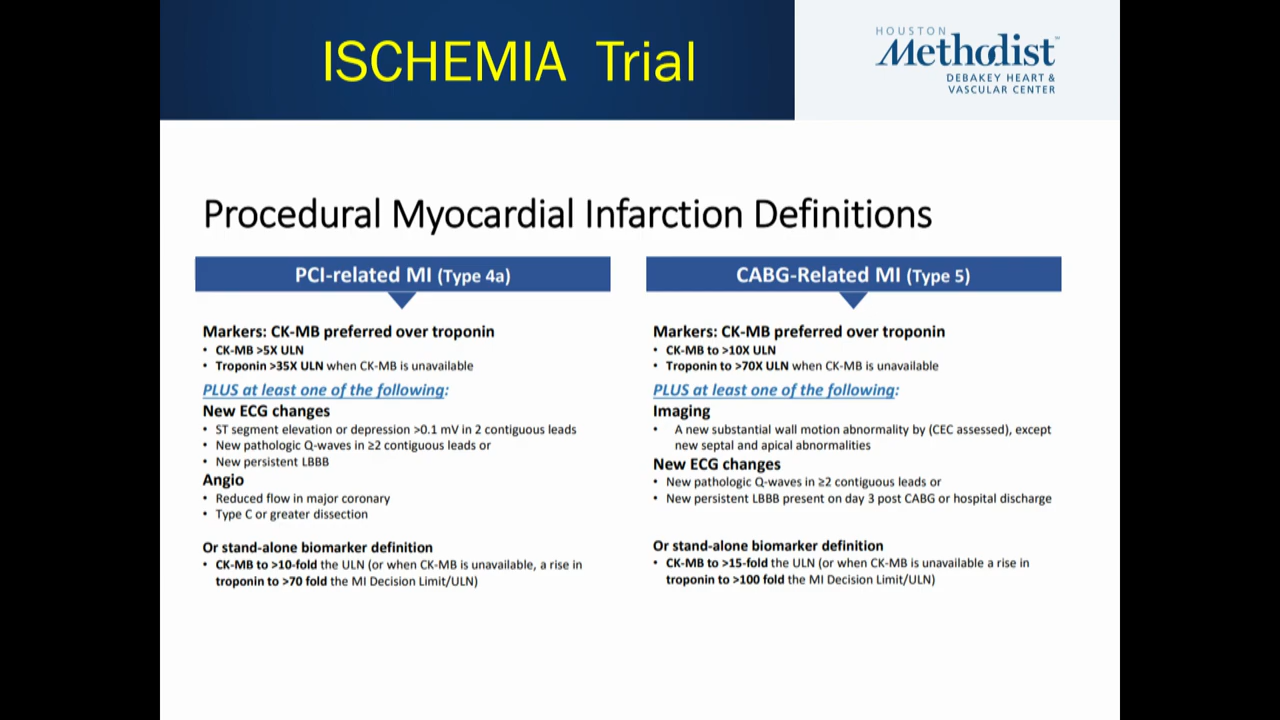 ISCHEMIA Trial
HOUSTON
Methodist
DEBAKEY HEART &
VASCULAR CENTER
Procedural Myocardial Infarction Definitions
PCI-related MI (Type 4a)
Markers: CK-MB preferred over troponin
• CK-MB >5X ULN
• Troponin >35X ULN when CK-MB is unavailable
PLUS at least one of the following:
New ECG changes
• ST segment elevation or depression >0.1 mV in 2 contiguous leads
• New pathologic Q-waves in ≥2 contiguous leads or
• New persistent LBBB
Angio
• Reduced flow in major coronary
• Type C or greater dissection
Or stand-alone biomarker definition
• CK-MB to >10-fold the ULN (or when CK-MB is unavailable, a rise in
troponin to >70 fold the MI Decision Limit/ULN)
CABG-Related MI (Type 5)
Markers: CK-MB preferred over troponin
• CK-MB to >10X ULN
• Troponin to >70X ULN when CK-MB is unavailable
PLUS at least one of the following:
Imaging
• A new substantial wall motion abnormality by (CEC assessed), except
new septal and apical abnormalities
New ECG changes
• New pathologic Q-waves in ≥2 contiguous leads or
• New persistent LBBB present on day 3 post CABG or hospital discharge
Or stand-alone biomarker definition
• CK-MB to >15-fold the ULN (or when CK-MB is unavailable a rise in
troponin to >100 fold the MI Decision Limit/ULN)